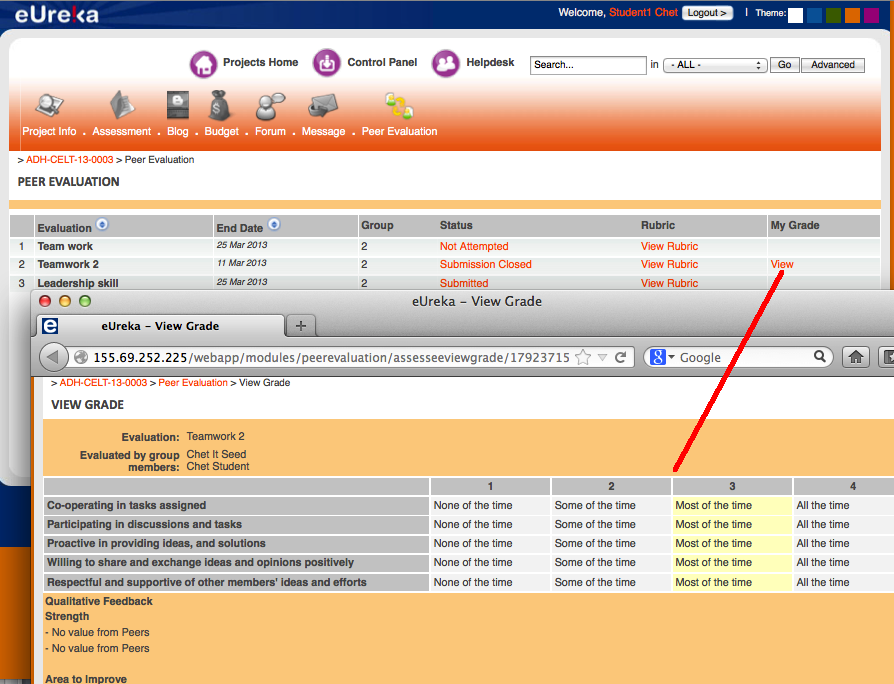 eUreka
Welcome, Student1 Chet Logout > | Theme:
Projects Home Control Panel Helpdesk Search... in - ALL - Go Advanced
Project Info . Assessment . Blog . Budget . Forum . Message . Peer Evaluation
> ADH-CELT-13-0003 > Peer Evaluation
PEER EVALUATION
Evaluation End Date Group Status Rubric My Grade
1 Team work 25 Mar 2013 2 Not Attempted View Rubric
2 Teamwork 2 11 Mar 2013 2 Submission Closed View Rubric View
3 Leadership skill 25 Mar 2013 2 Submitted View Rubric
eUreka – View Grade
e eUreka – View Grade +
155.69.252.225/webapp/modules/peerevaluation/assesseeviewgrade/17923715 8 Google
> ADH-CELT-13-0003 > Peer Evaluation > View Grade
VIEW GRADE
Evaluation: Teamwork 2
Evaluated by group Chet It Seed
members: Chet Student
1 2 3 4
Co-operating in tasks assigned None of the time Some of the time Most of the time All the time
Participating in discussions and tasks None of the time Some of the time Most of the time All the time
Proactive in providing ideas, and solutions None of the time Some of the time Most of the time All the time
Willing to share and exchange ideas and opinions positively None of the time Some of the time Most of the time All the time
Respectful and supportive of other members' ideas and efforts None of the time Some of the time Most of the time All the time
Qualitative Feedback
Strength
- No value from Peers
- No value from Peers
Area to Improve